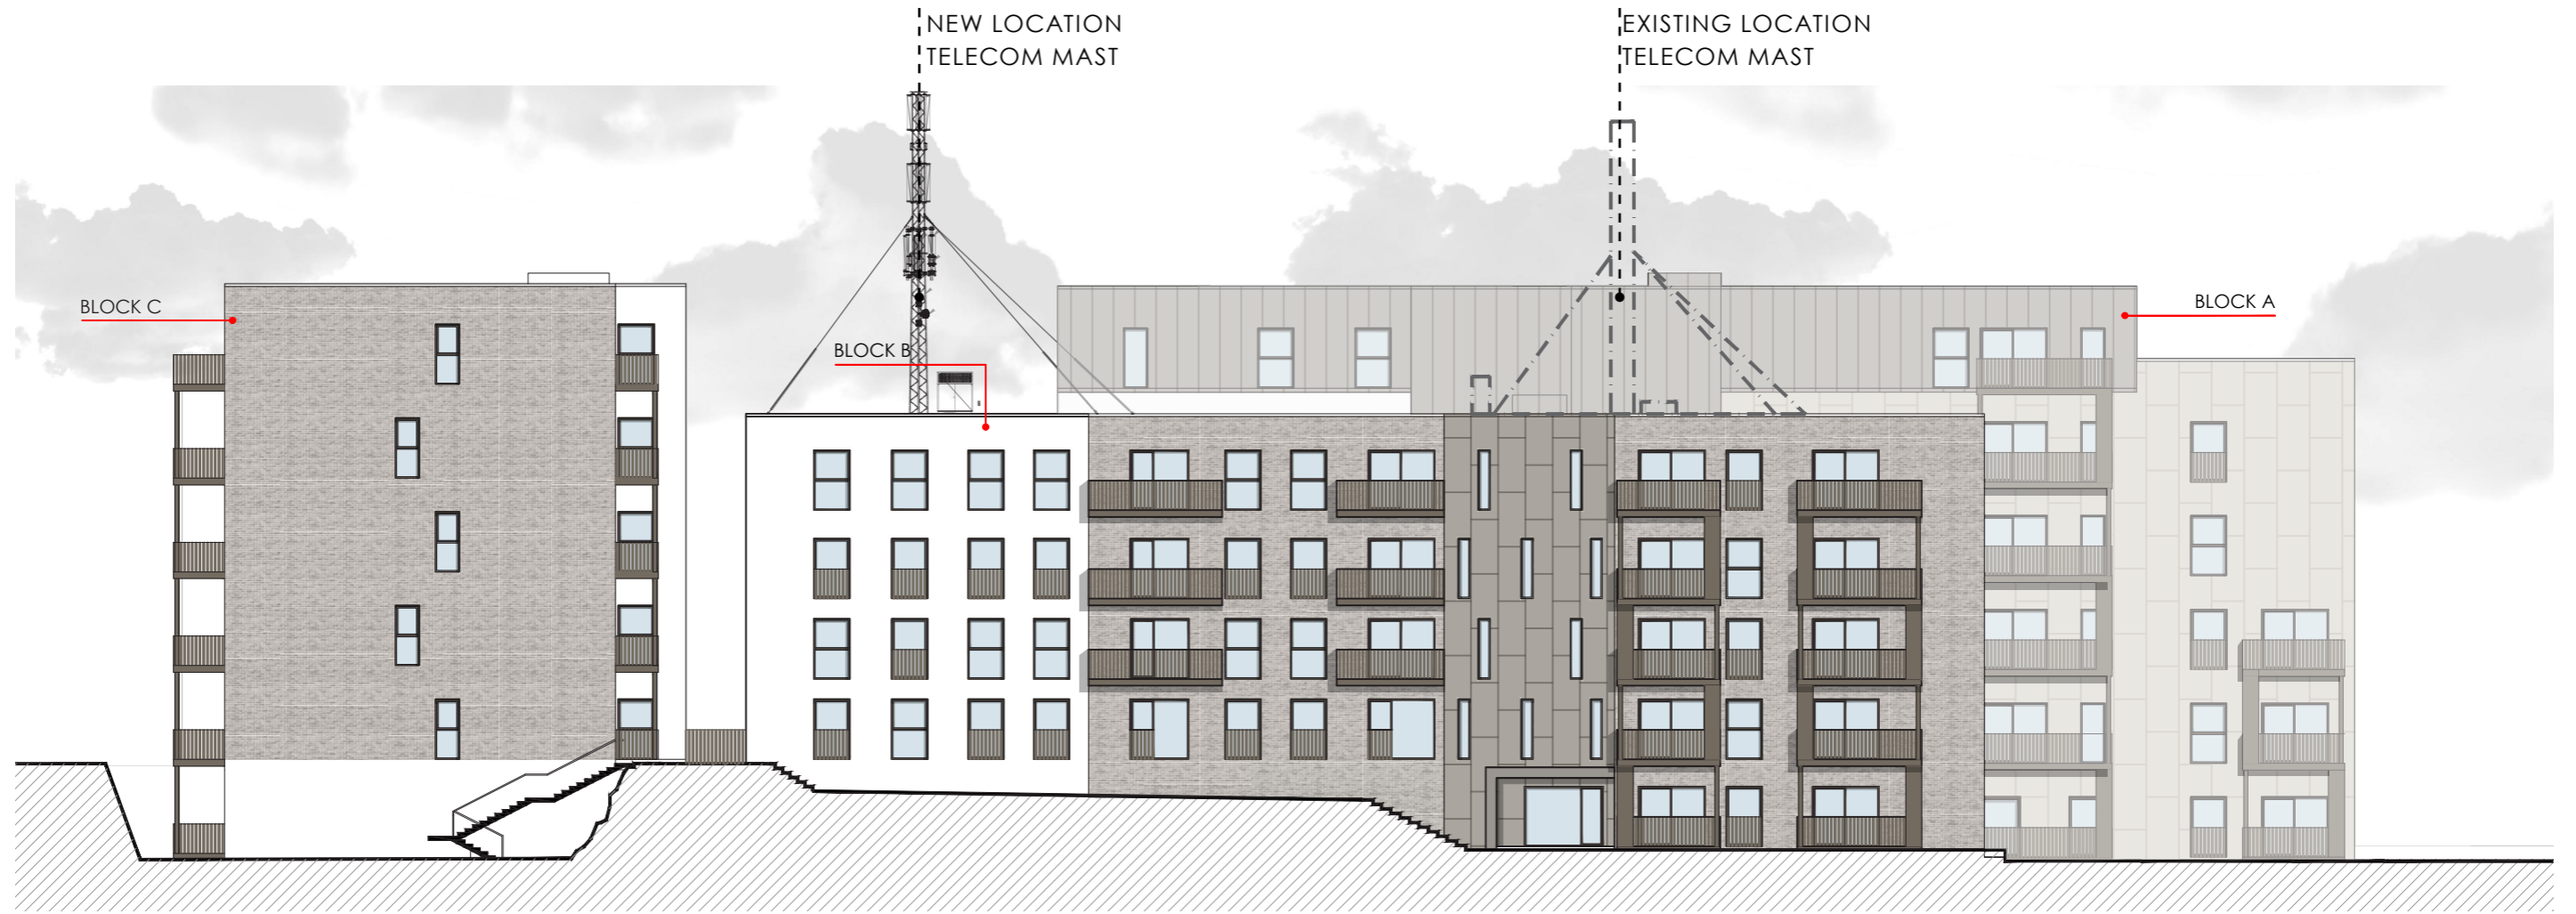 NEW LOCATION
TELECOM MAST
EXISTING LOCATION
TELECOM MAST
BLOCK C
BLOCK A
BLOCK B